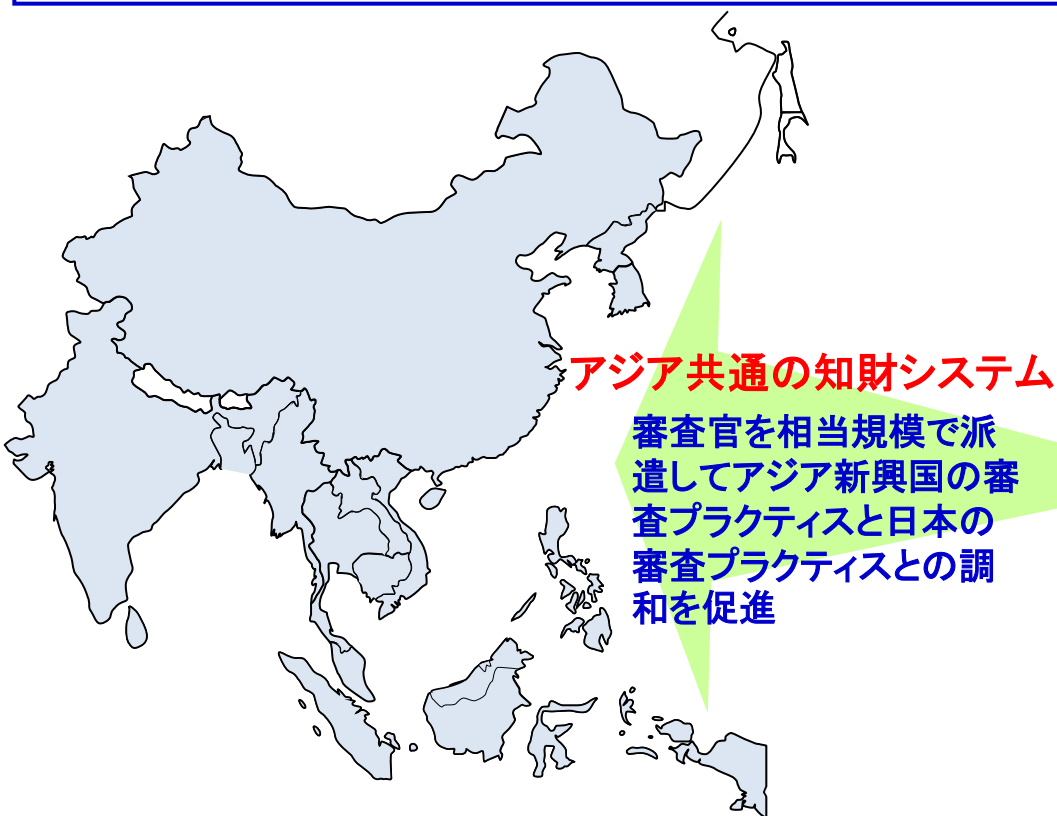 アジア共通の知財システム
審査官を相当規模で派
遣してアジア新興国の審
査プラクティスと日本の
審査プラクティスとの調
和を促進